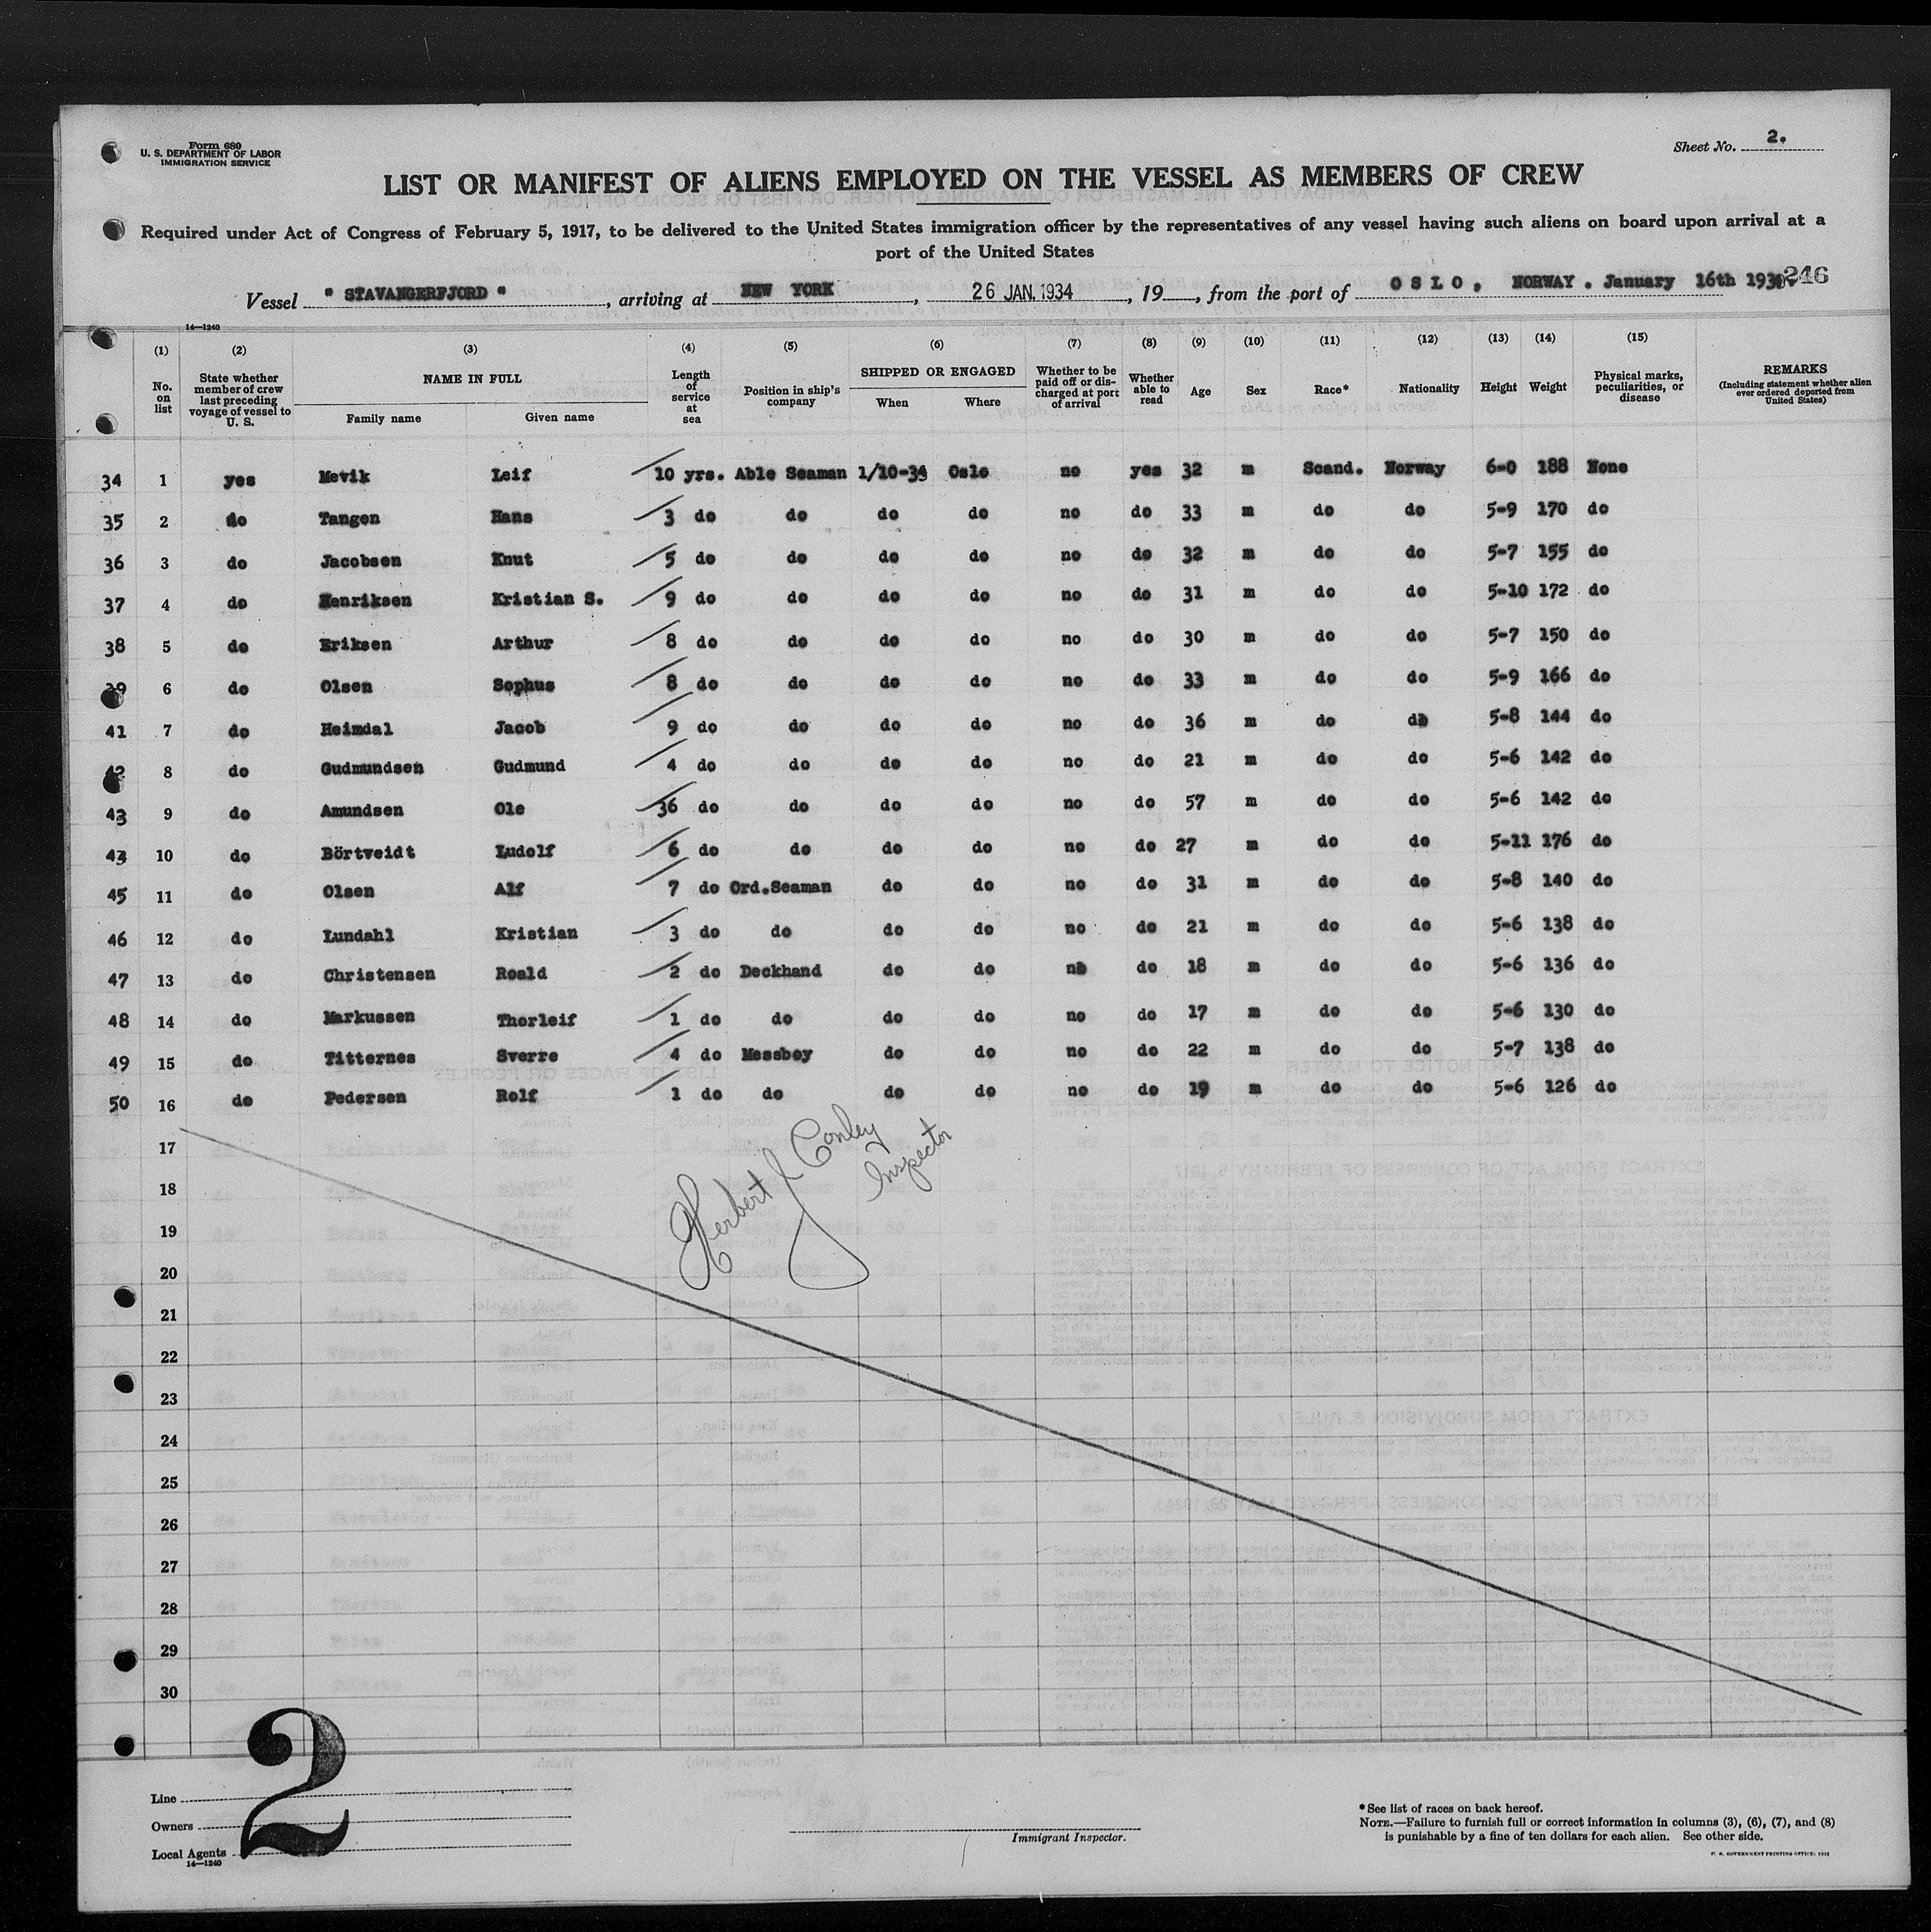 Form 680
U. S. DEPARTMENT OF LABOR
IMMIGRATION SERVICE
Sheet No. 2.
LIST OR MANIFEST OF ALIENS EMPLOYED ON THE VESSEL AS MEMBERS OF CREW
Required under Act of Congress of February 5, 1917, to be delivered to the United States immigration officer by the representatives of any vessel having such aliens on board upon arrival at a
port of the United States
Vessel " STAVANGERFJORD " , arriving at NEW YORK , 26 JAN. 1934 , 19 , from the port of O S L O , NORWAY . January 16th 1934. 246
14—1240
(1) (2) (3) (4) (5) (6) (7) (8) (9) (10) (11) (12) (13) (14) (15)
No. on list State whether member of crew last preceding voyage of vessel to U. S. NAME IN FULL Family name Given name Length of service at sea Position in ship's company SHIPPED OR ENGAGED When Where Whether to be paid off or discharged at port of arrival Whether able to read Age Sex Race* Nationality Height Weight Physical marks, peculiarities, or disease REMARKS (Including statement whether alien ever ordered deported from United States)
34 1 yes Mevik Leif 10 yrs. Able Seaman 1/10-34 Oslo no yes 32 m Scand. Norway 6-0 188 None
35 2 do Tangen Hans 3 do do do do no do 33 m do do 5-9 170 do
36 3 do Jacobsen Knut 5 do do do do no do 32 m do do 5-7 155 do
37 4 do Henriksen Kristian S. 9 do do do do no do 31 m do do 5-10 172 do
38 5 do Eriksen Arthur 8 do do do do no do 30 m do do 5-7 150 do
39 6 do Olsen Sophus 8 do do do do no do 33 m do do 5-9 166 do
41 7 do Heimdal Jacob 9 do do do do no do 36 m do do 5-8 144 do
42 8 do Gudmundsen Gudmund 4 do do do do no do 21 m do do 5-6 142 do
43 9 do Amundsen Ole 36 do do do do no do 57 m do do 5-6 142 do
10 do Börtveidt Ludolf 6 do do do do no do 27 m do do 5-11 176 do
45 11 do Olsen Alf 7 do Ord.Seaman do do no do 31 m do do 5-8 140 do
46 12 do Lundahl Kristian 3 do do do do no do 21 m do do 5-6 138 do
47 13 do Christensen Roald 2 do Deckhand do do no do 18 m do do 5-6 136 do
48 14 do Markussen Thorleif 1 do do do do no do 17 m do do 5-6 130 do
49 15 do Titternes Sverre 4 do Messboy do do no do 22 m do do 5-7 138 do
50 16 do Pedersen Rolf 1 do do do do no do 19 m do do 5-6 126 do
17
18
19
20
21
22
23
24
25
26
27
28
29
30
Herbert J Conley
Inspector
2
Line
Owners
Local Agents
14—1240
Immigrant Inspector.
*See list of races on back hereof.
NOTE.—Failure to furnish full or correct information in columns (3), (6), (7), and (8)
is punishable by a fine of ten dollars for each alien. See other side.
U. S. GOVERNMENT PRINTING OFFICE: 1932